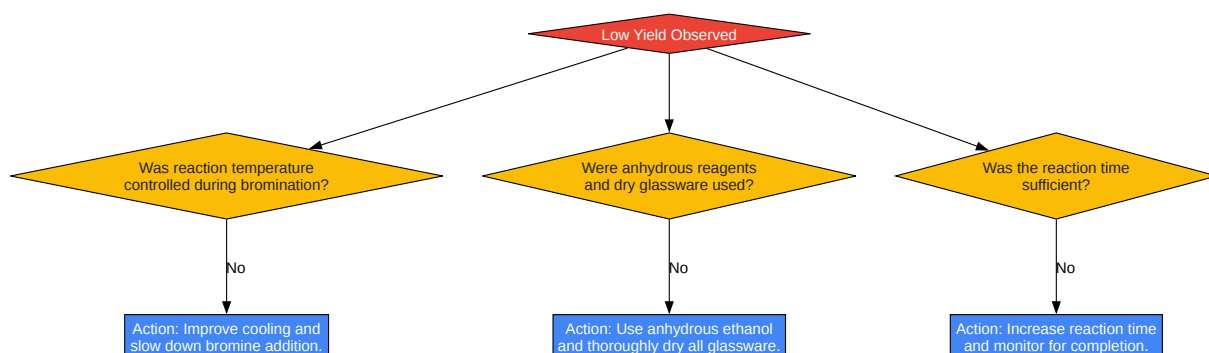 Low Yield Observed
Was reaction temperature
controlled during bromination?
Were anhydrous reagents
and dry glassware used?
Was the reaction time
sufficient?
No
No
No
Action: Improve cooling and
slow down bromine addition.
Action: Use anhydrous ethanol
and thoroughly dry all glassware.
Action: Increase reaction time
and monitor for completion.